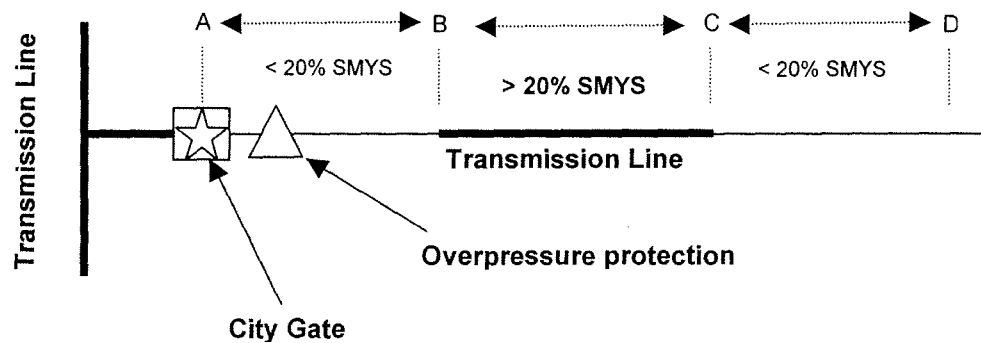 A
B
C
D
< 20% SMYS
> 20% SMYS
< 20% SMYS
Transmission Line
Transmission Line
Overpressure protection
City Gate